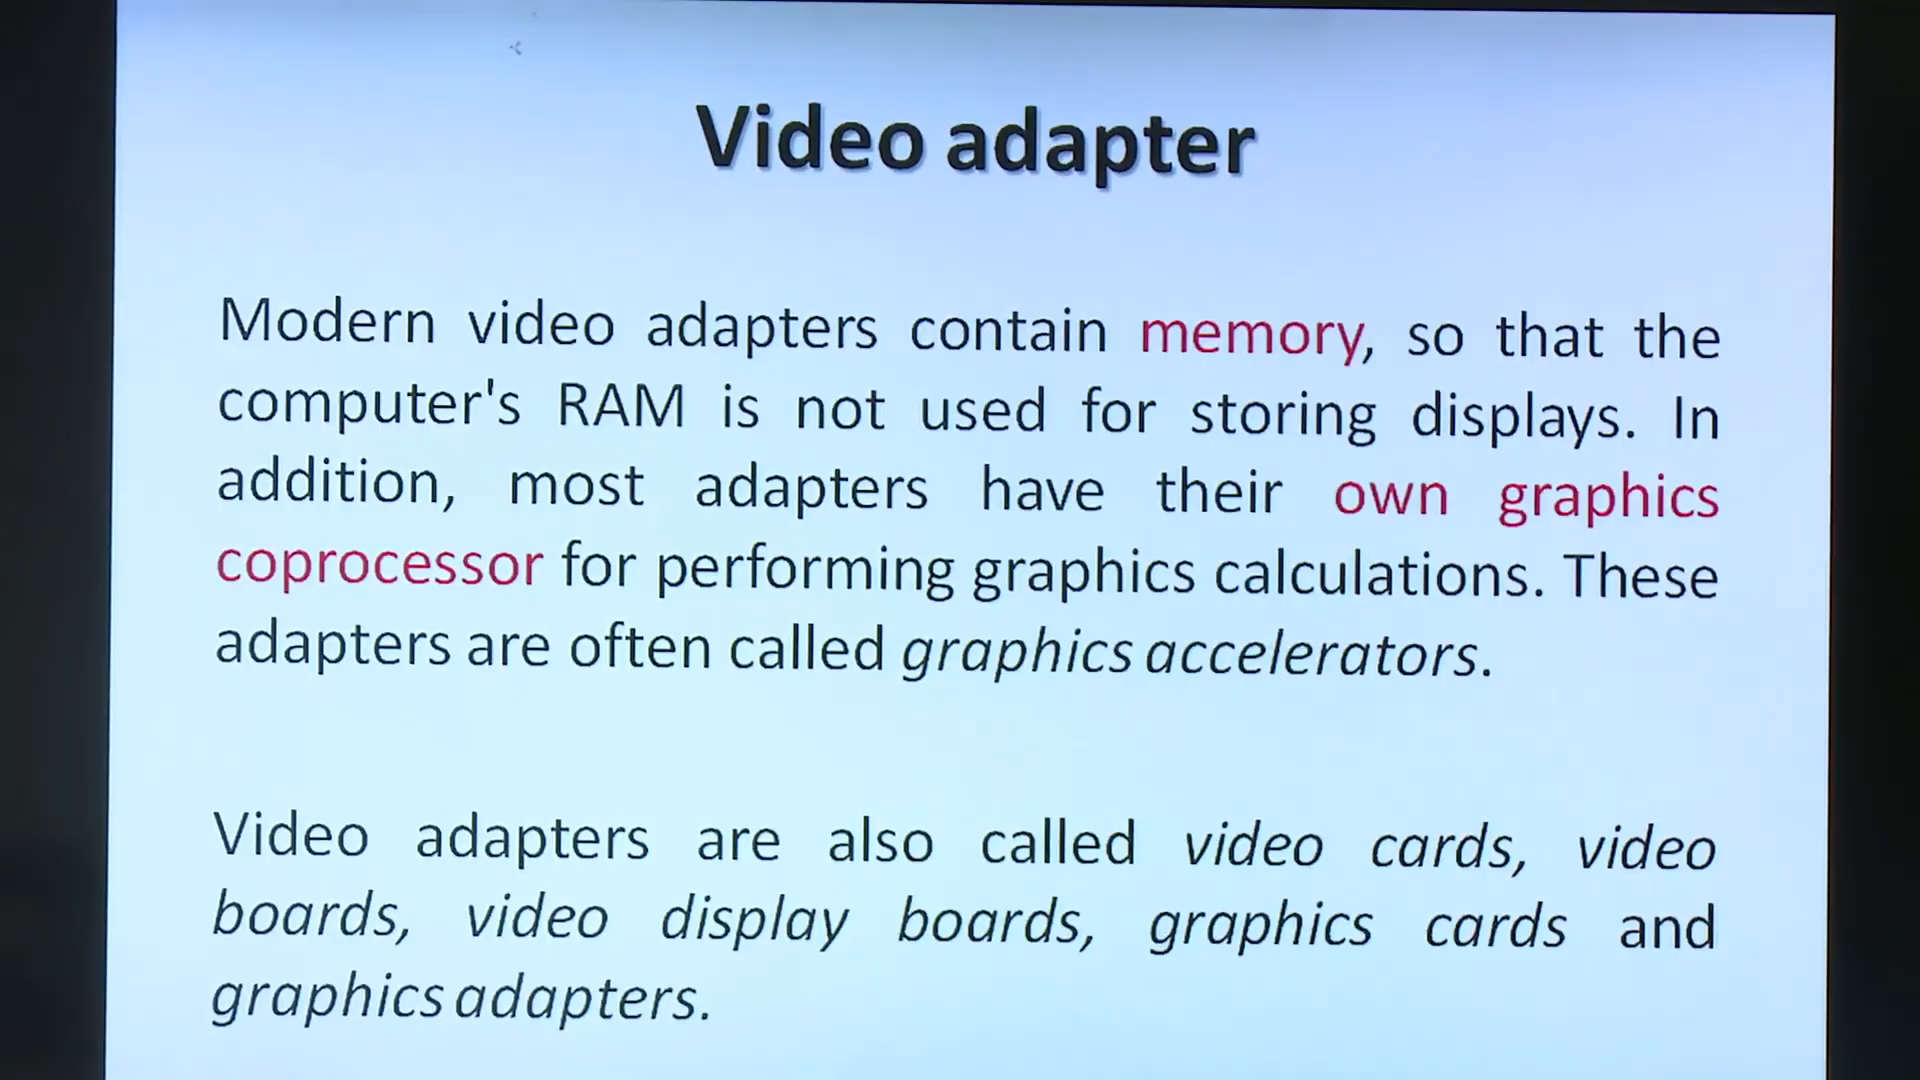 Video adapter
Modern video adapters contain memory, so that the
computer's RAM is not used for storing displays. In
addition, most adapters have their own graphics
coprocessor for performing graphics calculations. These
adapters are often called graphics accelerators.
Video adapters are also called video cards, video
boards, video display boards, graphics cards and
graphics adapters.